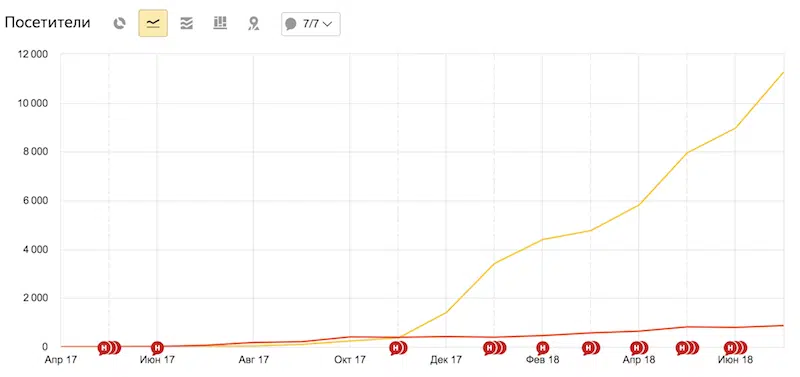 Посетители 7/7
12 000
10 000
8 000
6 000
4 000
2 000
0
Н Н Н Н Н Н Н Н Н
Апр 17 Июн 17 Авг 17 Окт 17 Дек 17 Фев 18 Апр 18 Июн 18